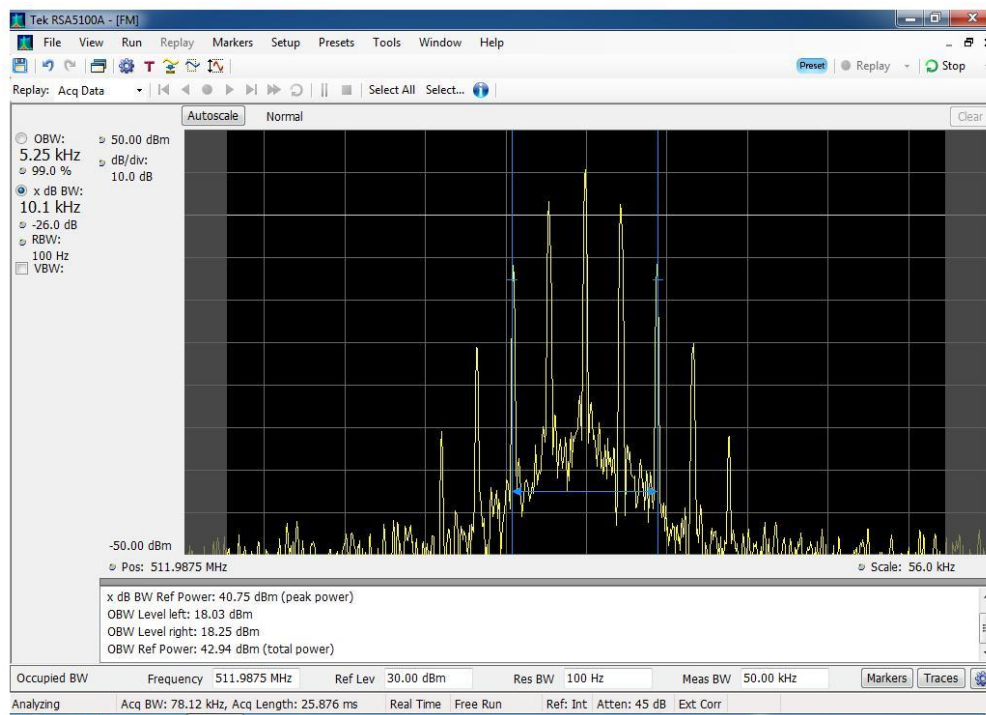 Tek RSA5100A - [FM]
File View Run Replay Markers Setup Presets Tools Window Help
Preset Replay Stop
Replay: Acq Data Select All Select...
Autoscale Normal Clear
OBW:
5.25 kHz
99.0 %
x dB BW:
10.1 kHz
-26.0 dB
RBW:
100 Hz
VBW:
50.00 dBm
dB/div:
10.0 dB
-50.00 dBm
Pos: 511.9875 MHz Scale: 56.0 kHz
x dB BW Ref Power: 40.75 dBm (peak power)
OBW Level left: 18.03 dBm
OBW Level right: 18.25 dBm
OBW Ref Power: 42.94 dBm (total power)
Occupied BW Frequency 511.9875 MHz Ref Lev 30.00 dBm Res BW 100 Hz Meas BW 50.00 kHz Markers Traces
Analyzing Acq BW: 78.12 kHz, Acq Length: 25.876 ms Real Time Free Run Ref: Int Atten: 45 dB Ext Corr